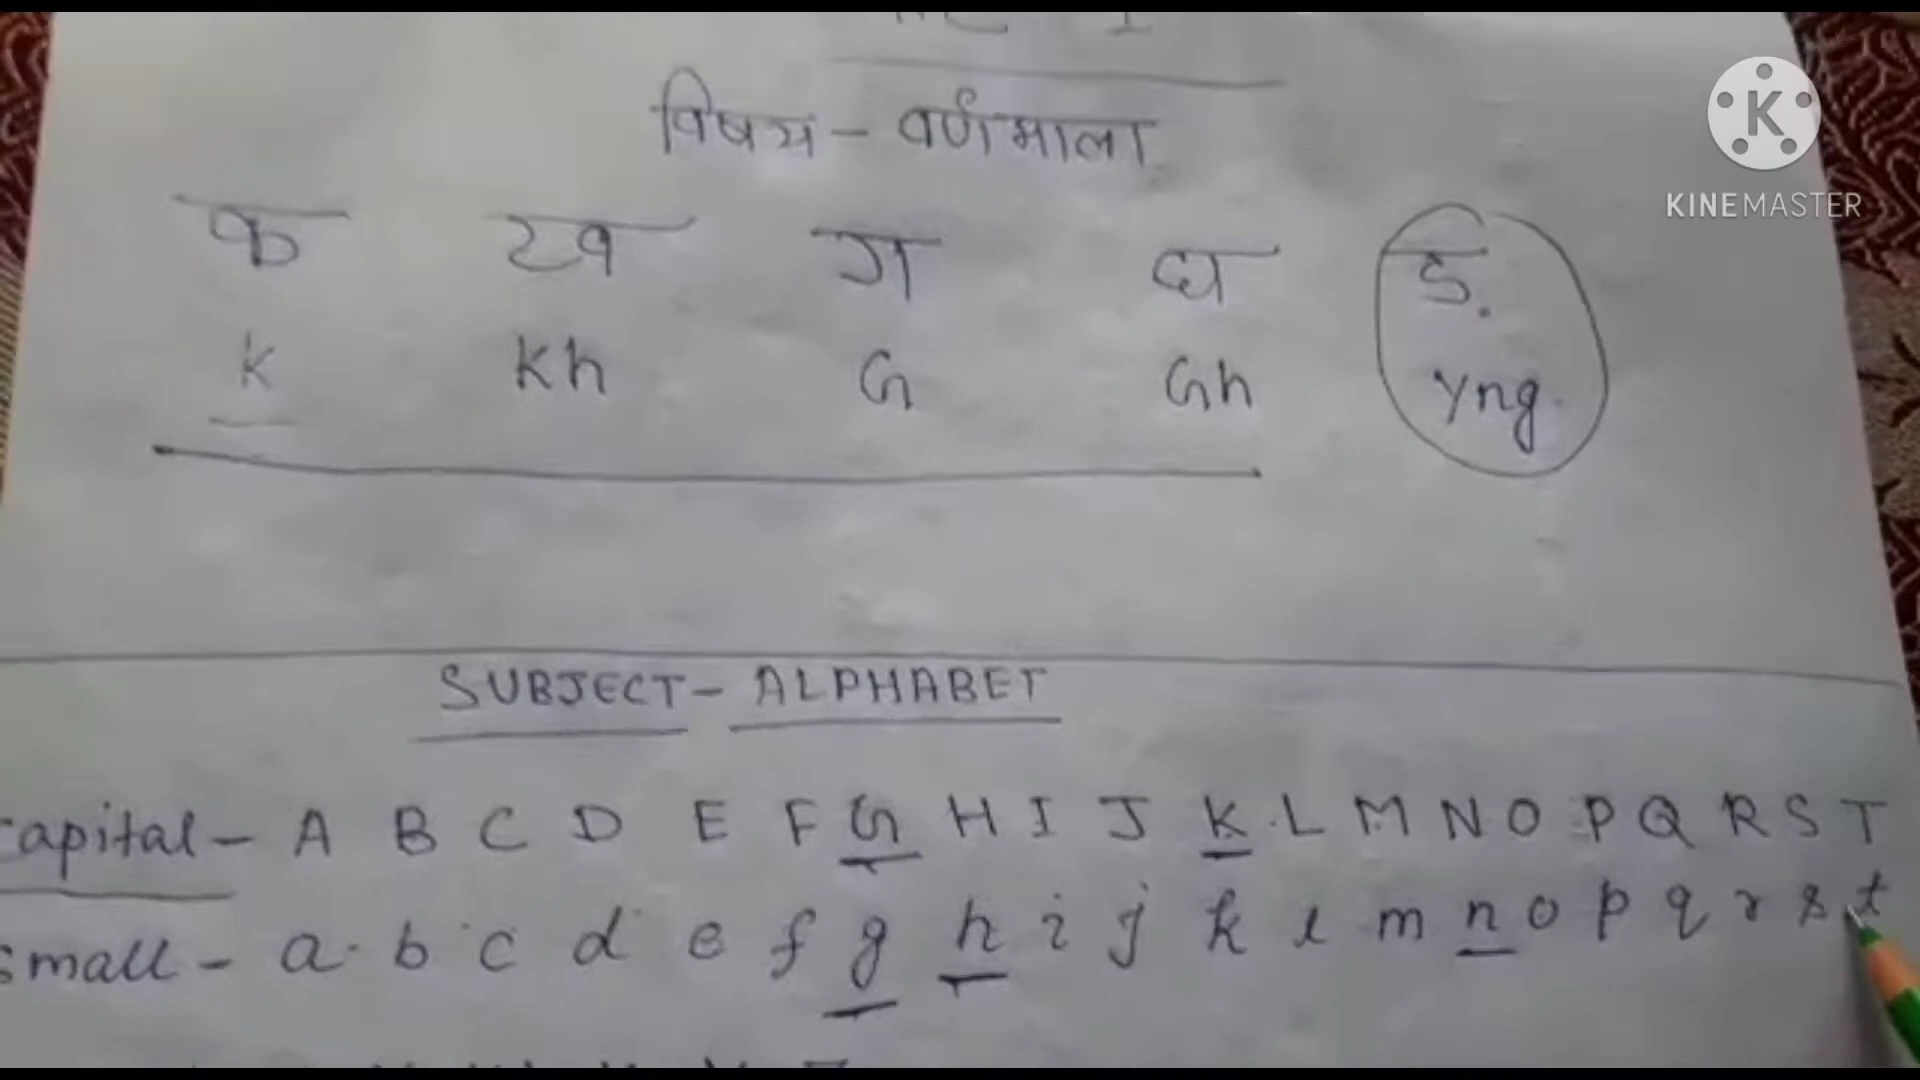 विषय - वर्णमाला
क ख ग घ ङ
K Kh G Gh Yng
SUBJECT - ALPHABET
Capital - A B C D E F G H I J K L M N O P Q R S T
Small - a b c d e f g h i j k l m n o p q r s t
K
KINEMASTER